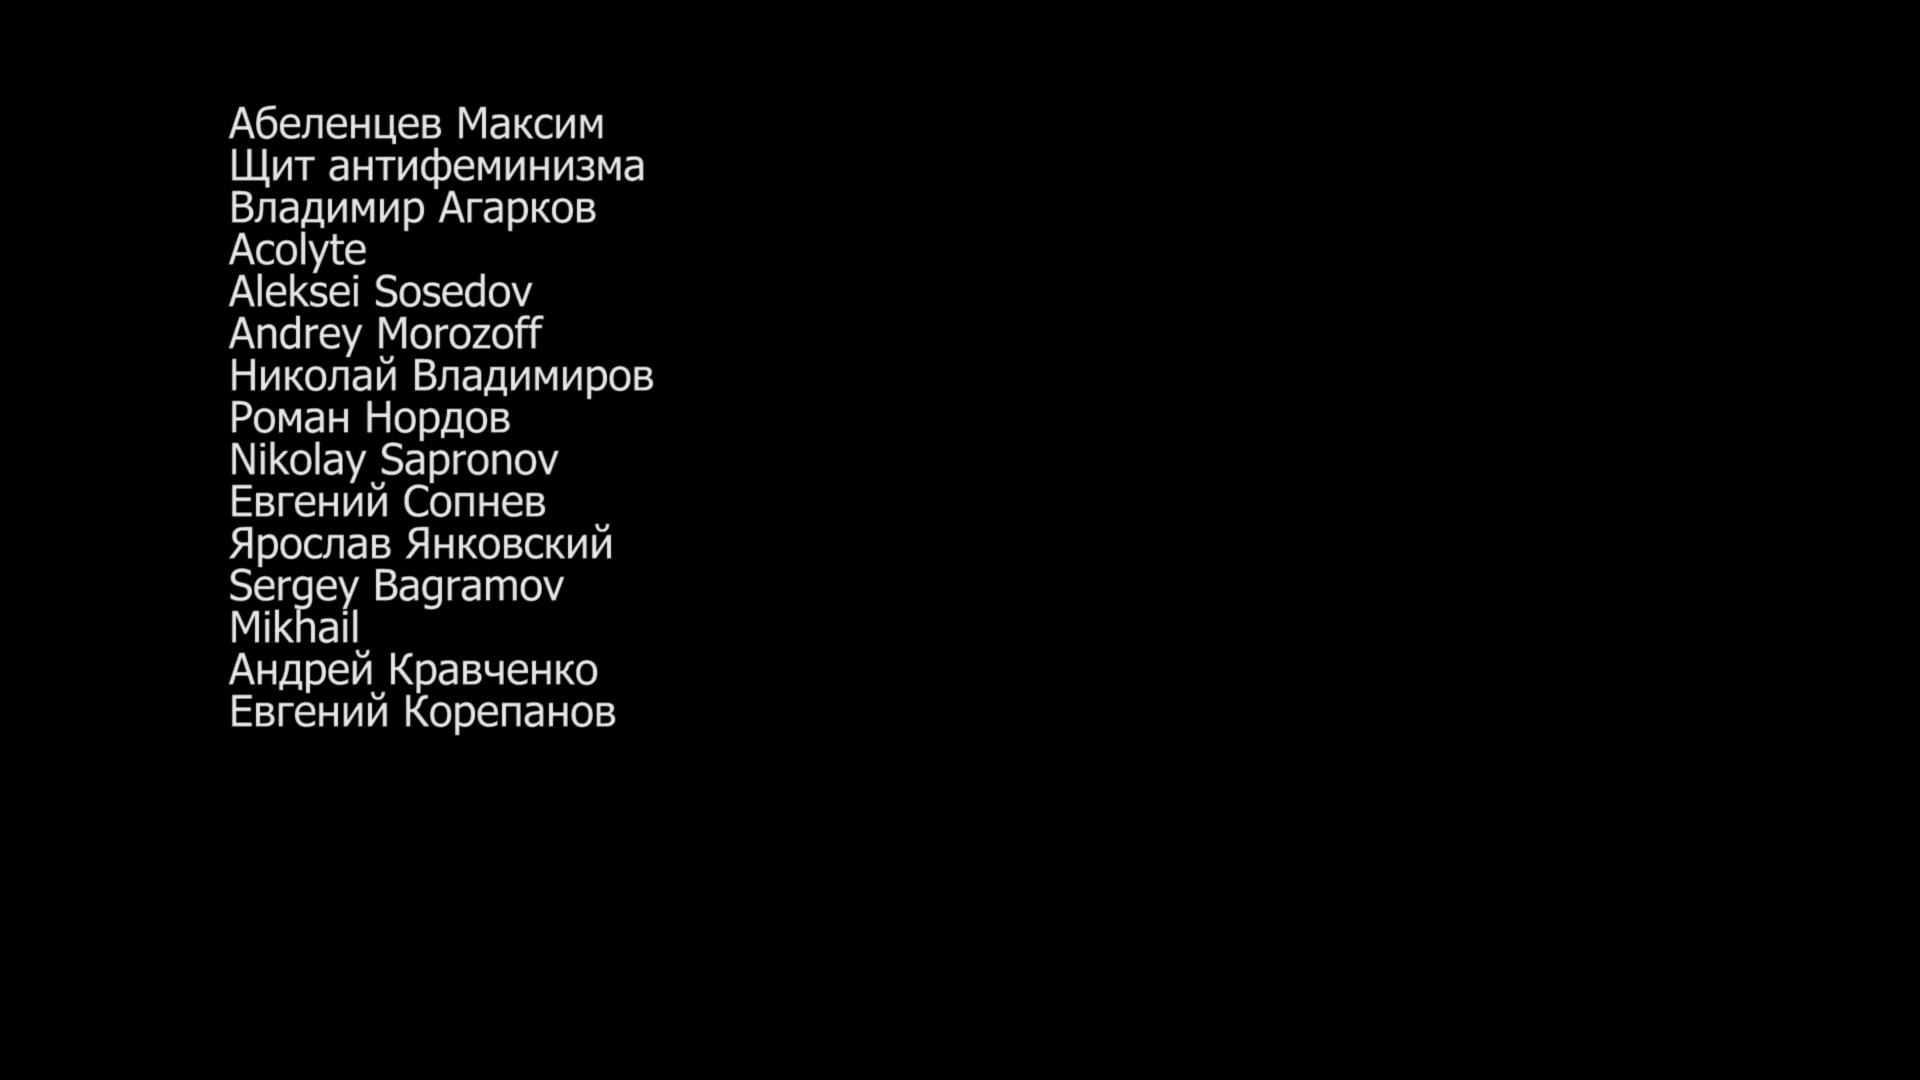 Абеленцев Максим
Щит антифеминизма
Владимир Агарков
Acolyte
Aleksei Sosedov
Andrey Morozoff
Николай Владимиров
Роман Нордов
Nikolay Sapronov
Евгений Сопнев
Ярослав Янковский
Sergey Bagramov
Mikhail
Андрей Кравченко
Евгений Корепанов